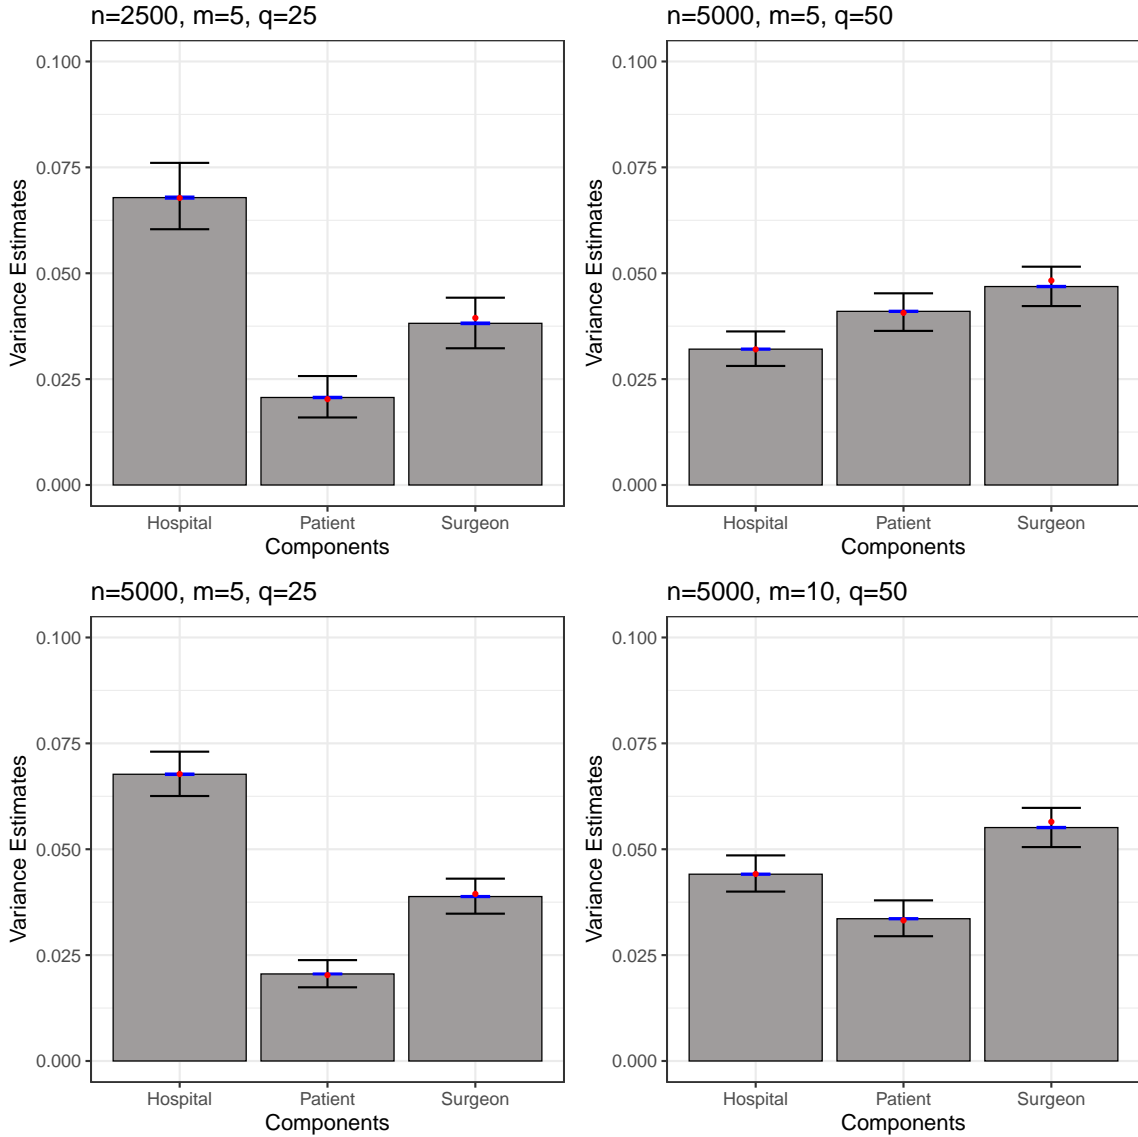 n=2500, m=5, q=25
Variance Estimates
0.100
0.075
0.050
0.025
0.000
Hospital Patient Surgeon
Components
n=5000, m=5, q=50
Variance Estimates
0.100
0.075
0.050
0.025
0.000
Hospital Patient Surgeon
Components
n=5000, m=5, q=25
Variance Estimates
0.100
0.075
0.050
0.025
0.000
Hospital Patient Surgeon
Components
n=5000, m=10, q=50
Variance Estimates
0.100
0.075
0.050
0.025
0.000
Hospital Patient Surgeon
Components